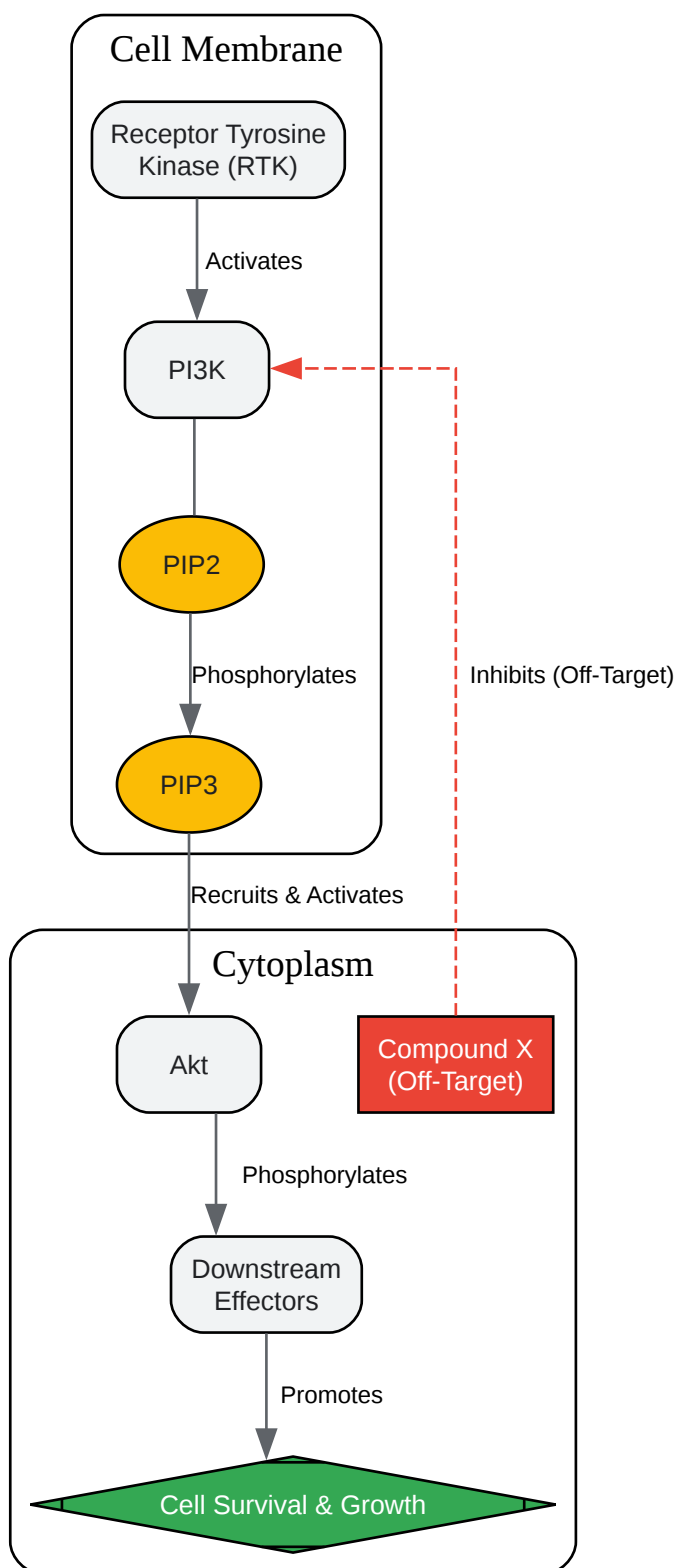 Cell Membrane
Receptor Tyrosine
Kinase (RTK)
Activates
PI3K
PIP2
Phosphorylates
Inhibits (Off-Target)
PIP3
Recruits & Activates
Cytoplasm
Akt
Compound X
(Off-Target)
Phosphorylates
Downstream
Effectors
Promotes
Cell Survival & Growth